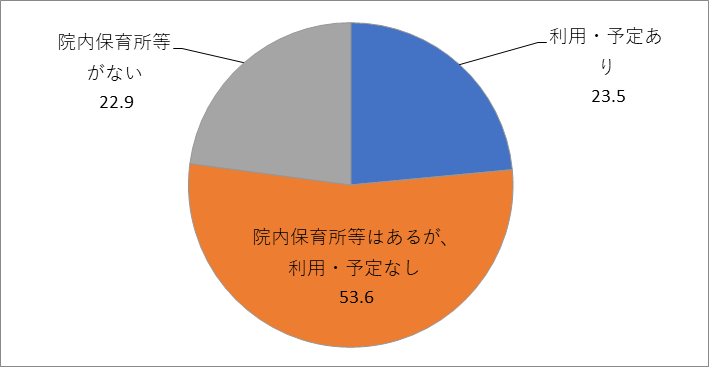 院内保育所等
がない
22.9
利用・予定あ
り
23.5
院内保育所等はあるが、
利用・予定なし
53.6